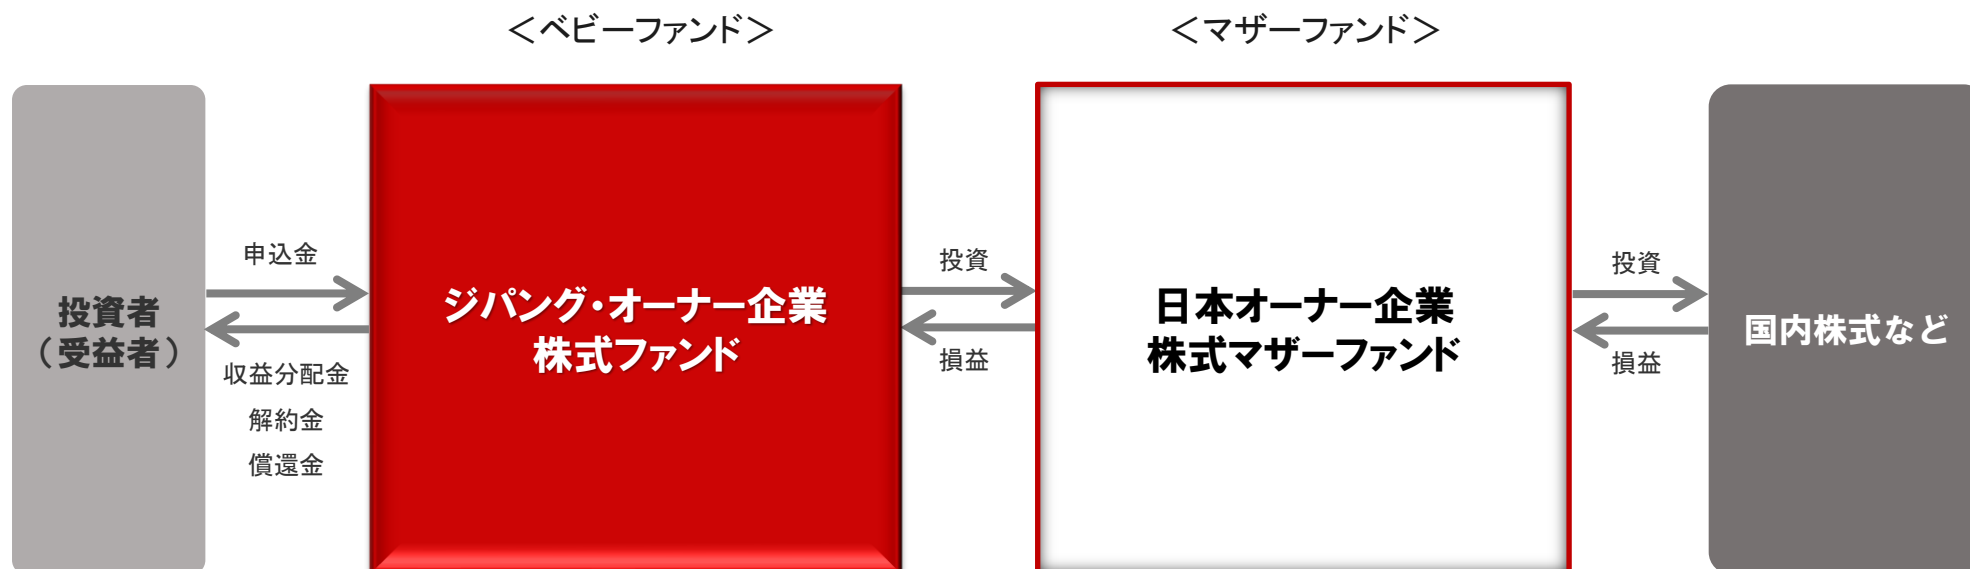 ＜ベビーファンド＞
＜マザーファンド＞
投資者
（受益者）
申込金
収益分配金
解約金
償還金
ジパング・オーナー企業
株式ファンド
投資
損益
日本オーナー企業
株式マザーファンド
投資
損益
国内株式など